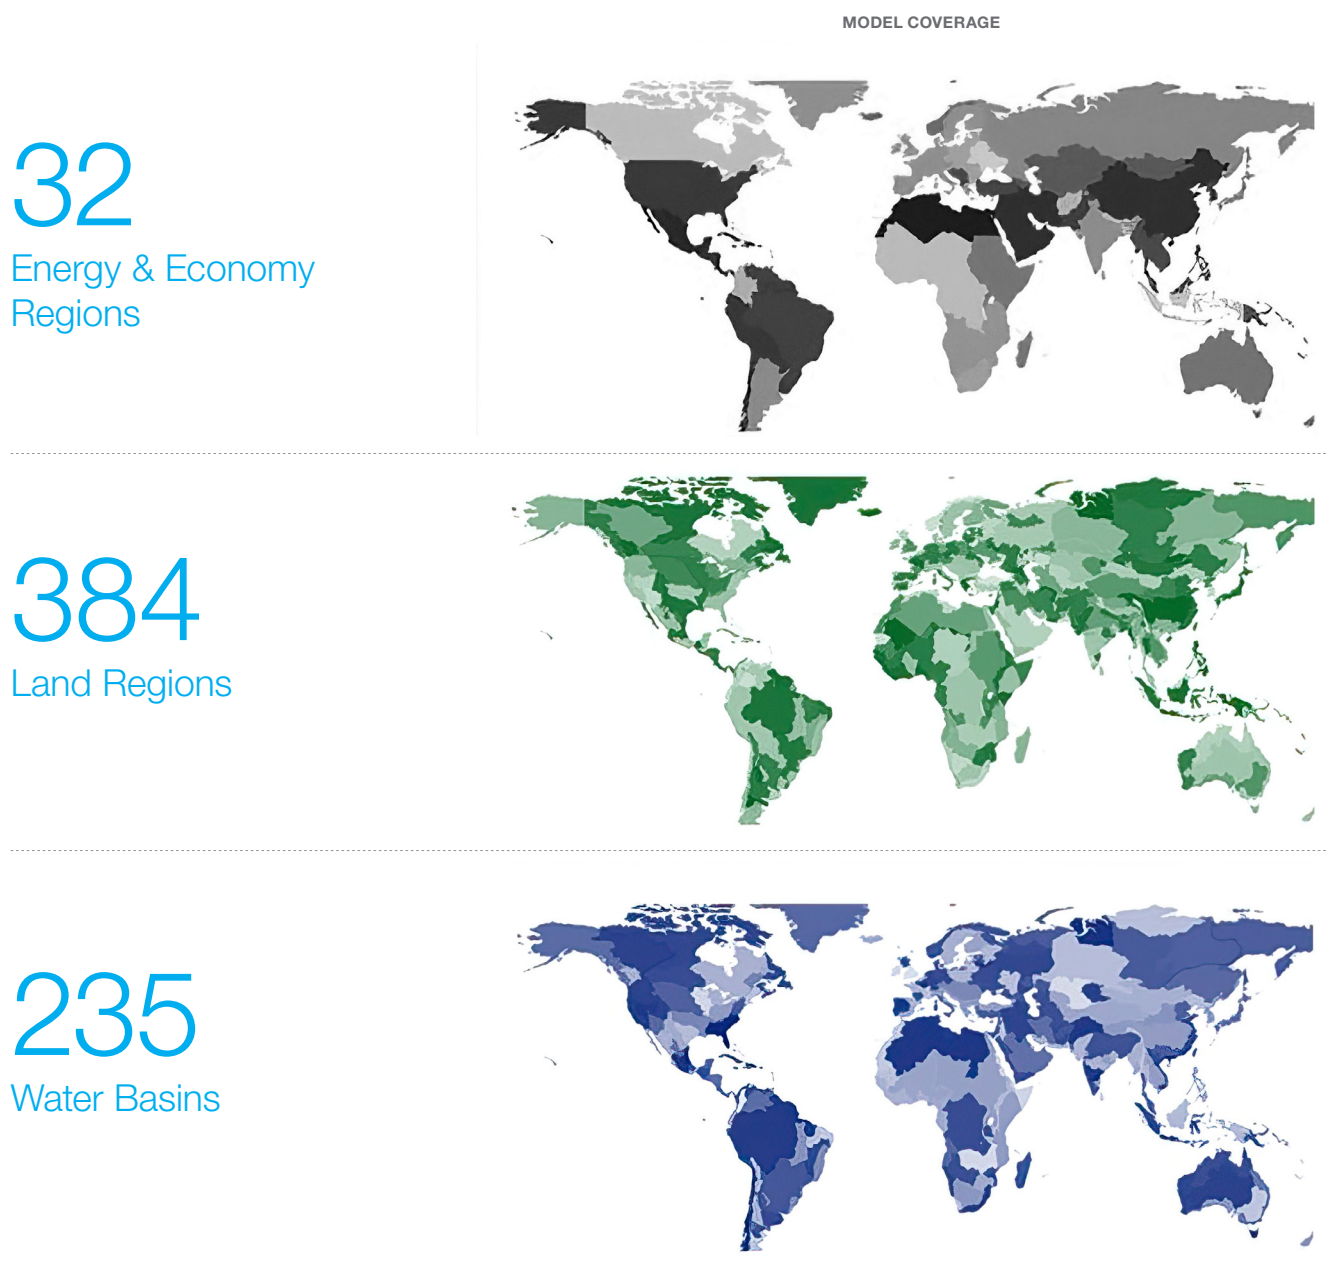 MODEL COVERAGE
32
Energy & Economy
Regions
384
Land Regions
235
Water Basins